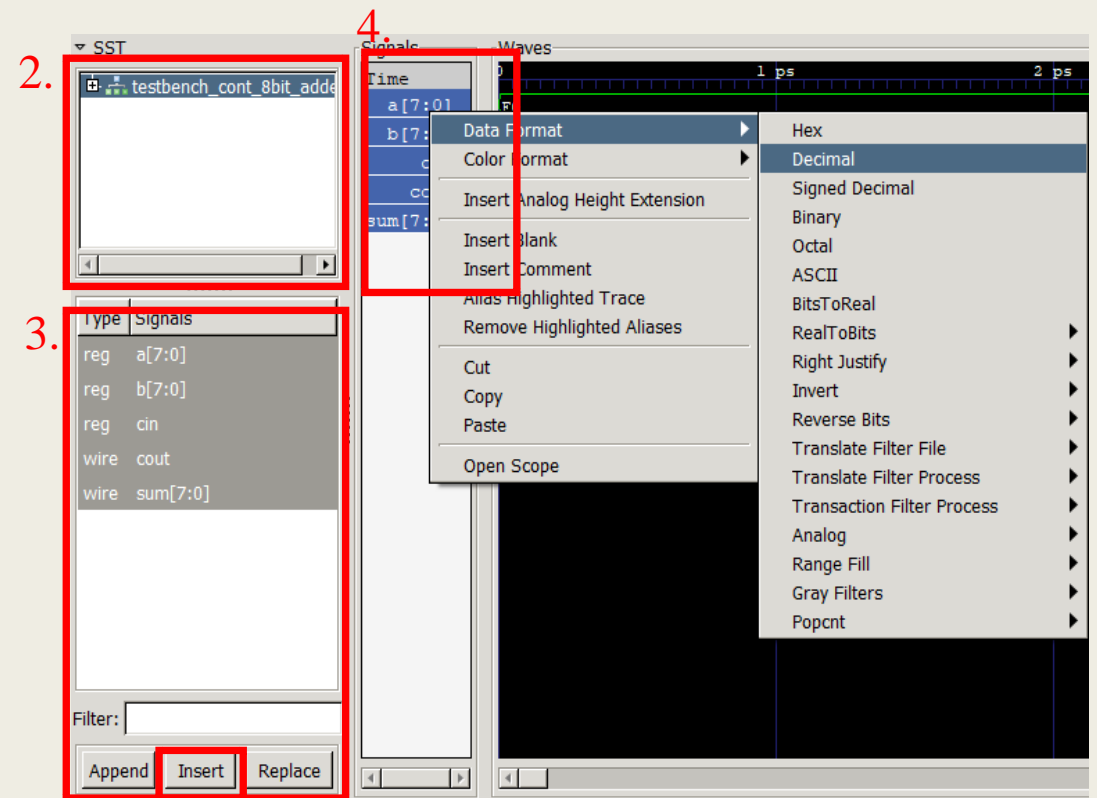 4.
SST
Signals
Waves
2.
testbench_cont_8bit_adde
Time
1 ps
2 ps
a[7:0]
b[7:
sum[7:
Data Format
Color Format
Insert Analog Height Extension
Insert Blank
Insert Comment
Alias Highlighted Trace
Remove Highlighted Aliases
Cut
Copy
Paste
Open Scope
Hex
Decimal
Signed Decimal
Binary
Octal
ASCII
BitsToReal
RealToBits
Right Justify
Invert
Reverse Bits
Translate Filter File
Translate Filter Process
Transaction Filter Process
Analog
Range Fill
Gray Filters
Popcnt
3.
Type Signals
reg a[7:0]
reg b[7:0]
reg cin
wire cout
wire sum[7:0]
Filter:
Append Insert Replace